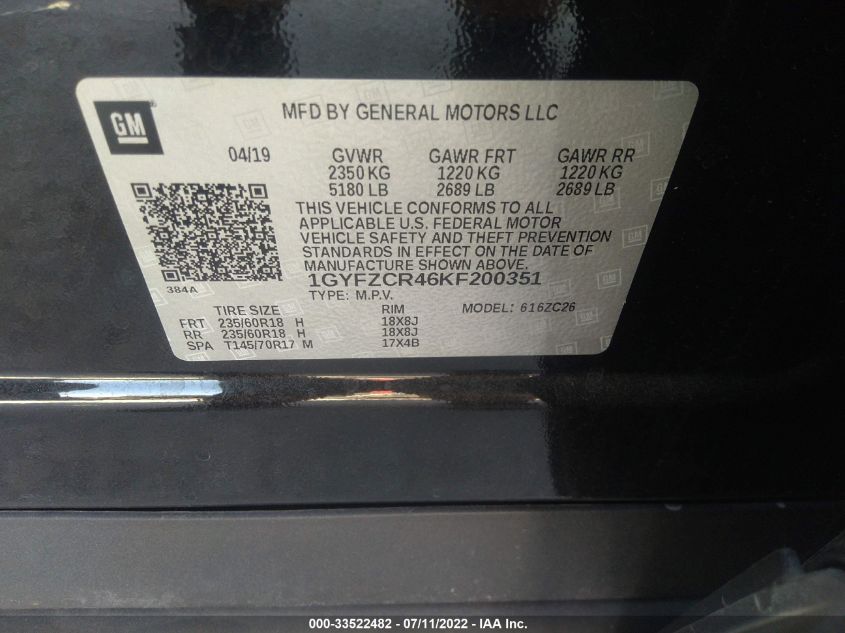 GM
MFD BY GENERAL MOTORS LLC
04/19 GVWR GAWR FRT GAWR RR
2350 KG 1220 KG 1220 KG
5180 LB 2689 LB 2689 LB
THIS VEHICLE CONFORMS TO ALL
APPLICABLE U.S. FEDERAL MOTOR
VEHICLE SAFETY AND THEFT PREVENTION
STANDARDS IN EFFECT ON THE DATE OF
MANUFACTURE SHOWN ABOVE.
384A
1GYFZCR46KF200351
TYPE: M.P.V. MODEL: 616ZC26
TIRE SIZE RIM
FRT 235/60R18 H 18X8J
RR 235/60R18 H 18X8J
SPA T145/70R17 M 17X4B
000-33522482 - 07/11/2022 - IAA Inc.